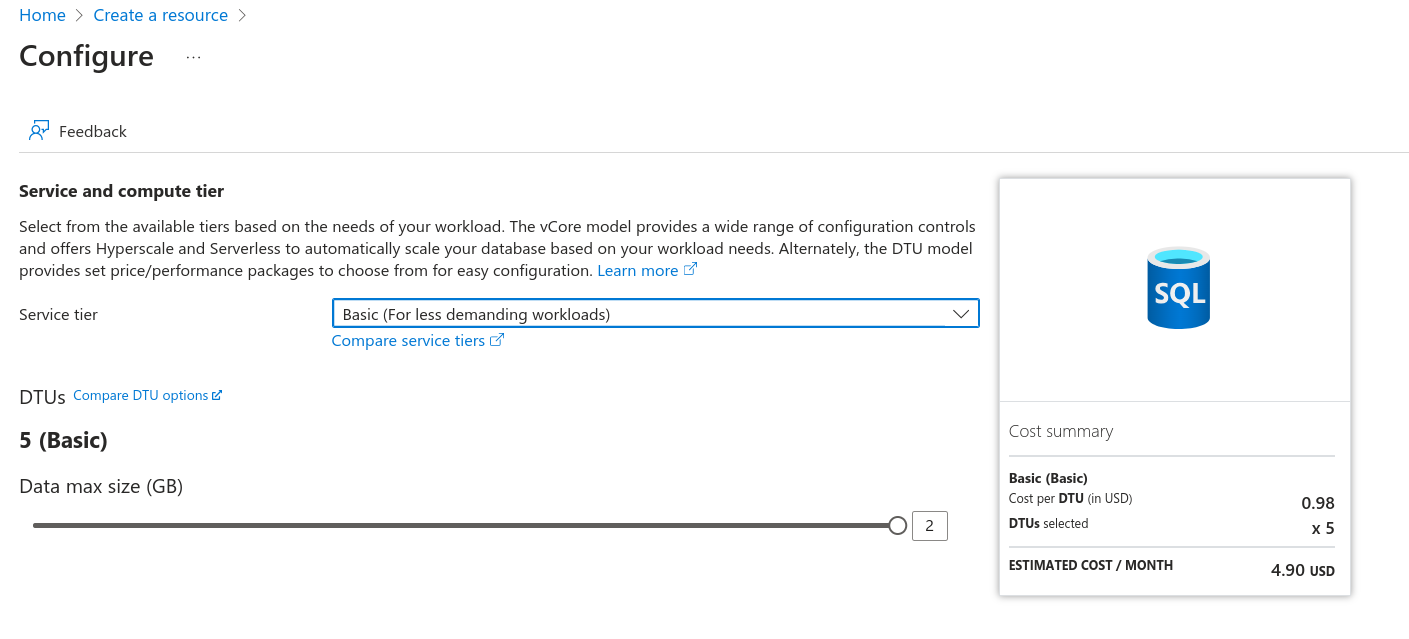 Home > Create a resource >
Configure ...
Feedback
Service and compute tier
Select from the available tiers based on the needs of your workload. The vCore model provides a wide range of configuration controls
and offers Hyperscale and Serverless to automatically scale your database based on your workload needs. Alternately, the DTU model
provides set price/performance packages to choose from for easy configuration. Learn more
Service tier
Basic (For less demanding workloads)
Compare service tiers
DTUs Compare DTU options
5 (Basic)
Data max size (GB)
2
SQL
Cost summary
Basic (Basic)
Cost per DTU (in USD) 0.98
DTUs selected x 5
ESTIMATED COST / MONTH 4.90 USD